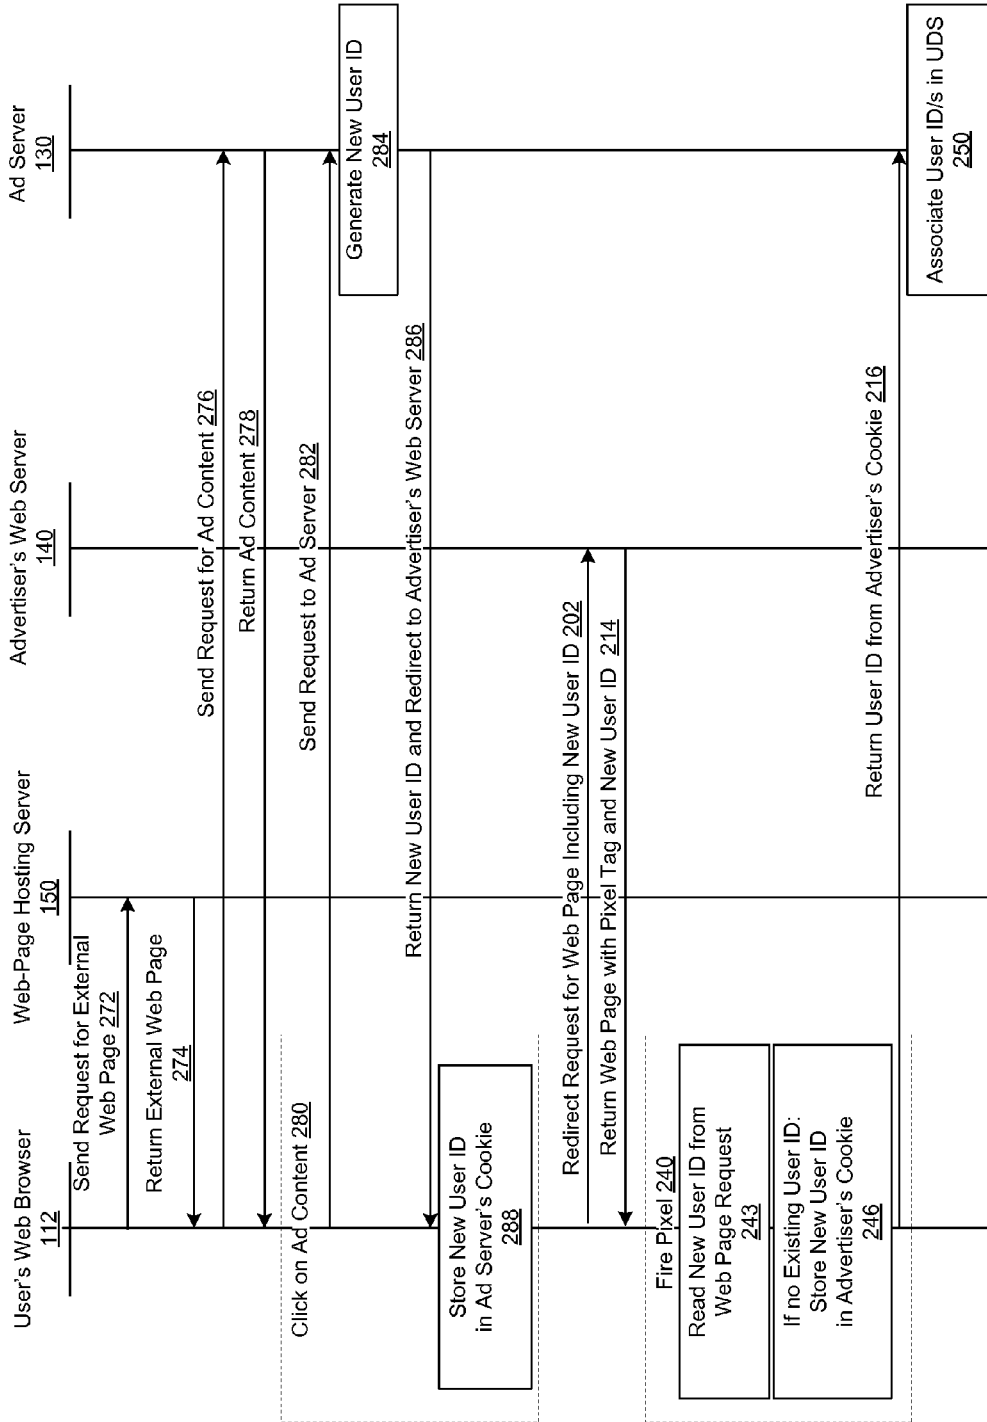 User's Web Browser
112
Web-Page Hosting Server
150
Advertiser's Web Server
140
Ad Server
130
Send Request for External
Web Page 272
Return External Web Page
274
Send Request for Ad Content 276
Return Ad Content 278
Click on Ad Content 280
Send Request to Ad Server 282
Generate New User ID
284
Return New User ID and Redirect to Advertiser's Web Server 286
Store New User ID
in Ad Server's Cookie
288
Redirect Request for Web Page Including New User ID 202
Return Web Page with Pixel Tag and New User ID 214
Fire Pixel 240
Read New User ID from
Web Page Request
243
If no Existing User ID:
Store New User ID
in Advertiser's Cookie
246
Return User ID from Advertiser's Cookie 216
Associate User ID/s in UDS
250